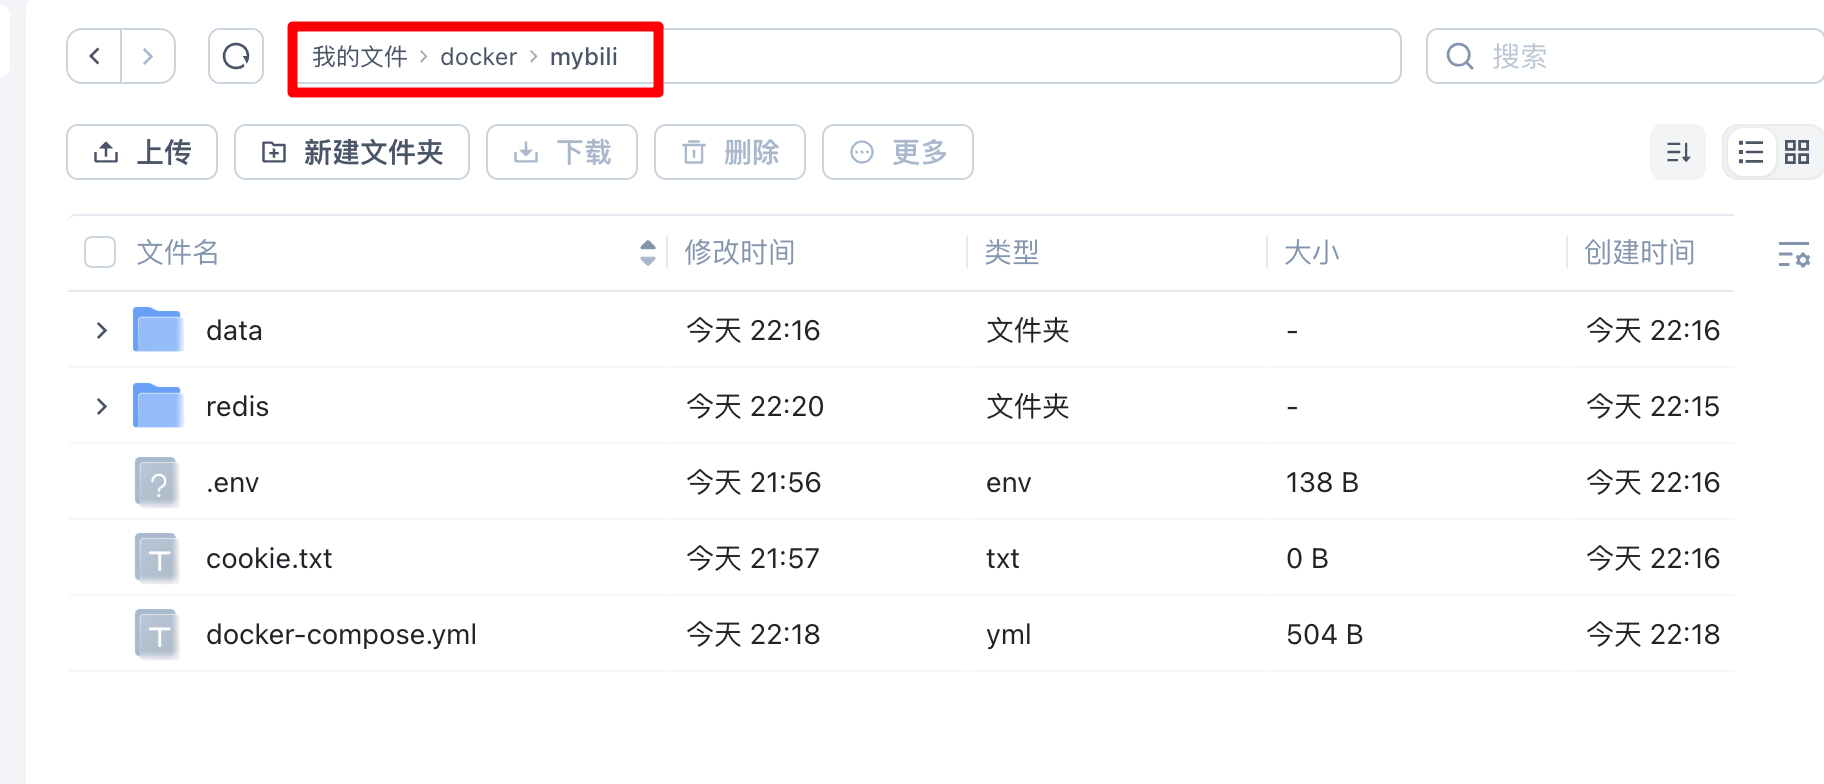 我的文件 > docker > mybili
搜索
上传 新建文件夹 下载 删除 更多
文件名 修改时间 类型 大小 创建时间
data 今天 22:16 文件夹 - 今天 22:16
redis 今天 22:20 文件夹 - 今天 22:15
.env 今天 21:56 env 138 B 今天 22:16
cookie.txt 今天 21:57 txt 0 B 今天 22:16
docker-compose.yml 今天 22:18 yml 504 B 今天 22:18